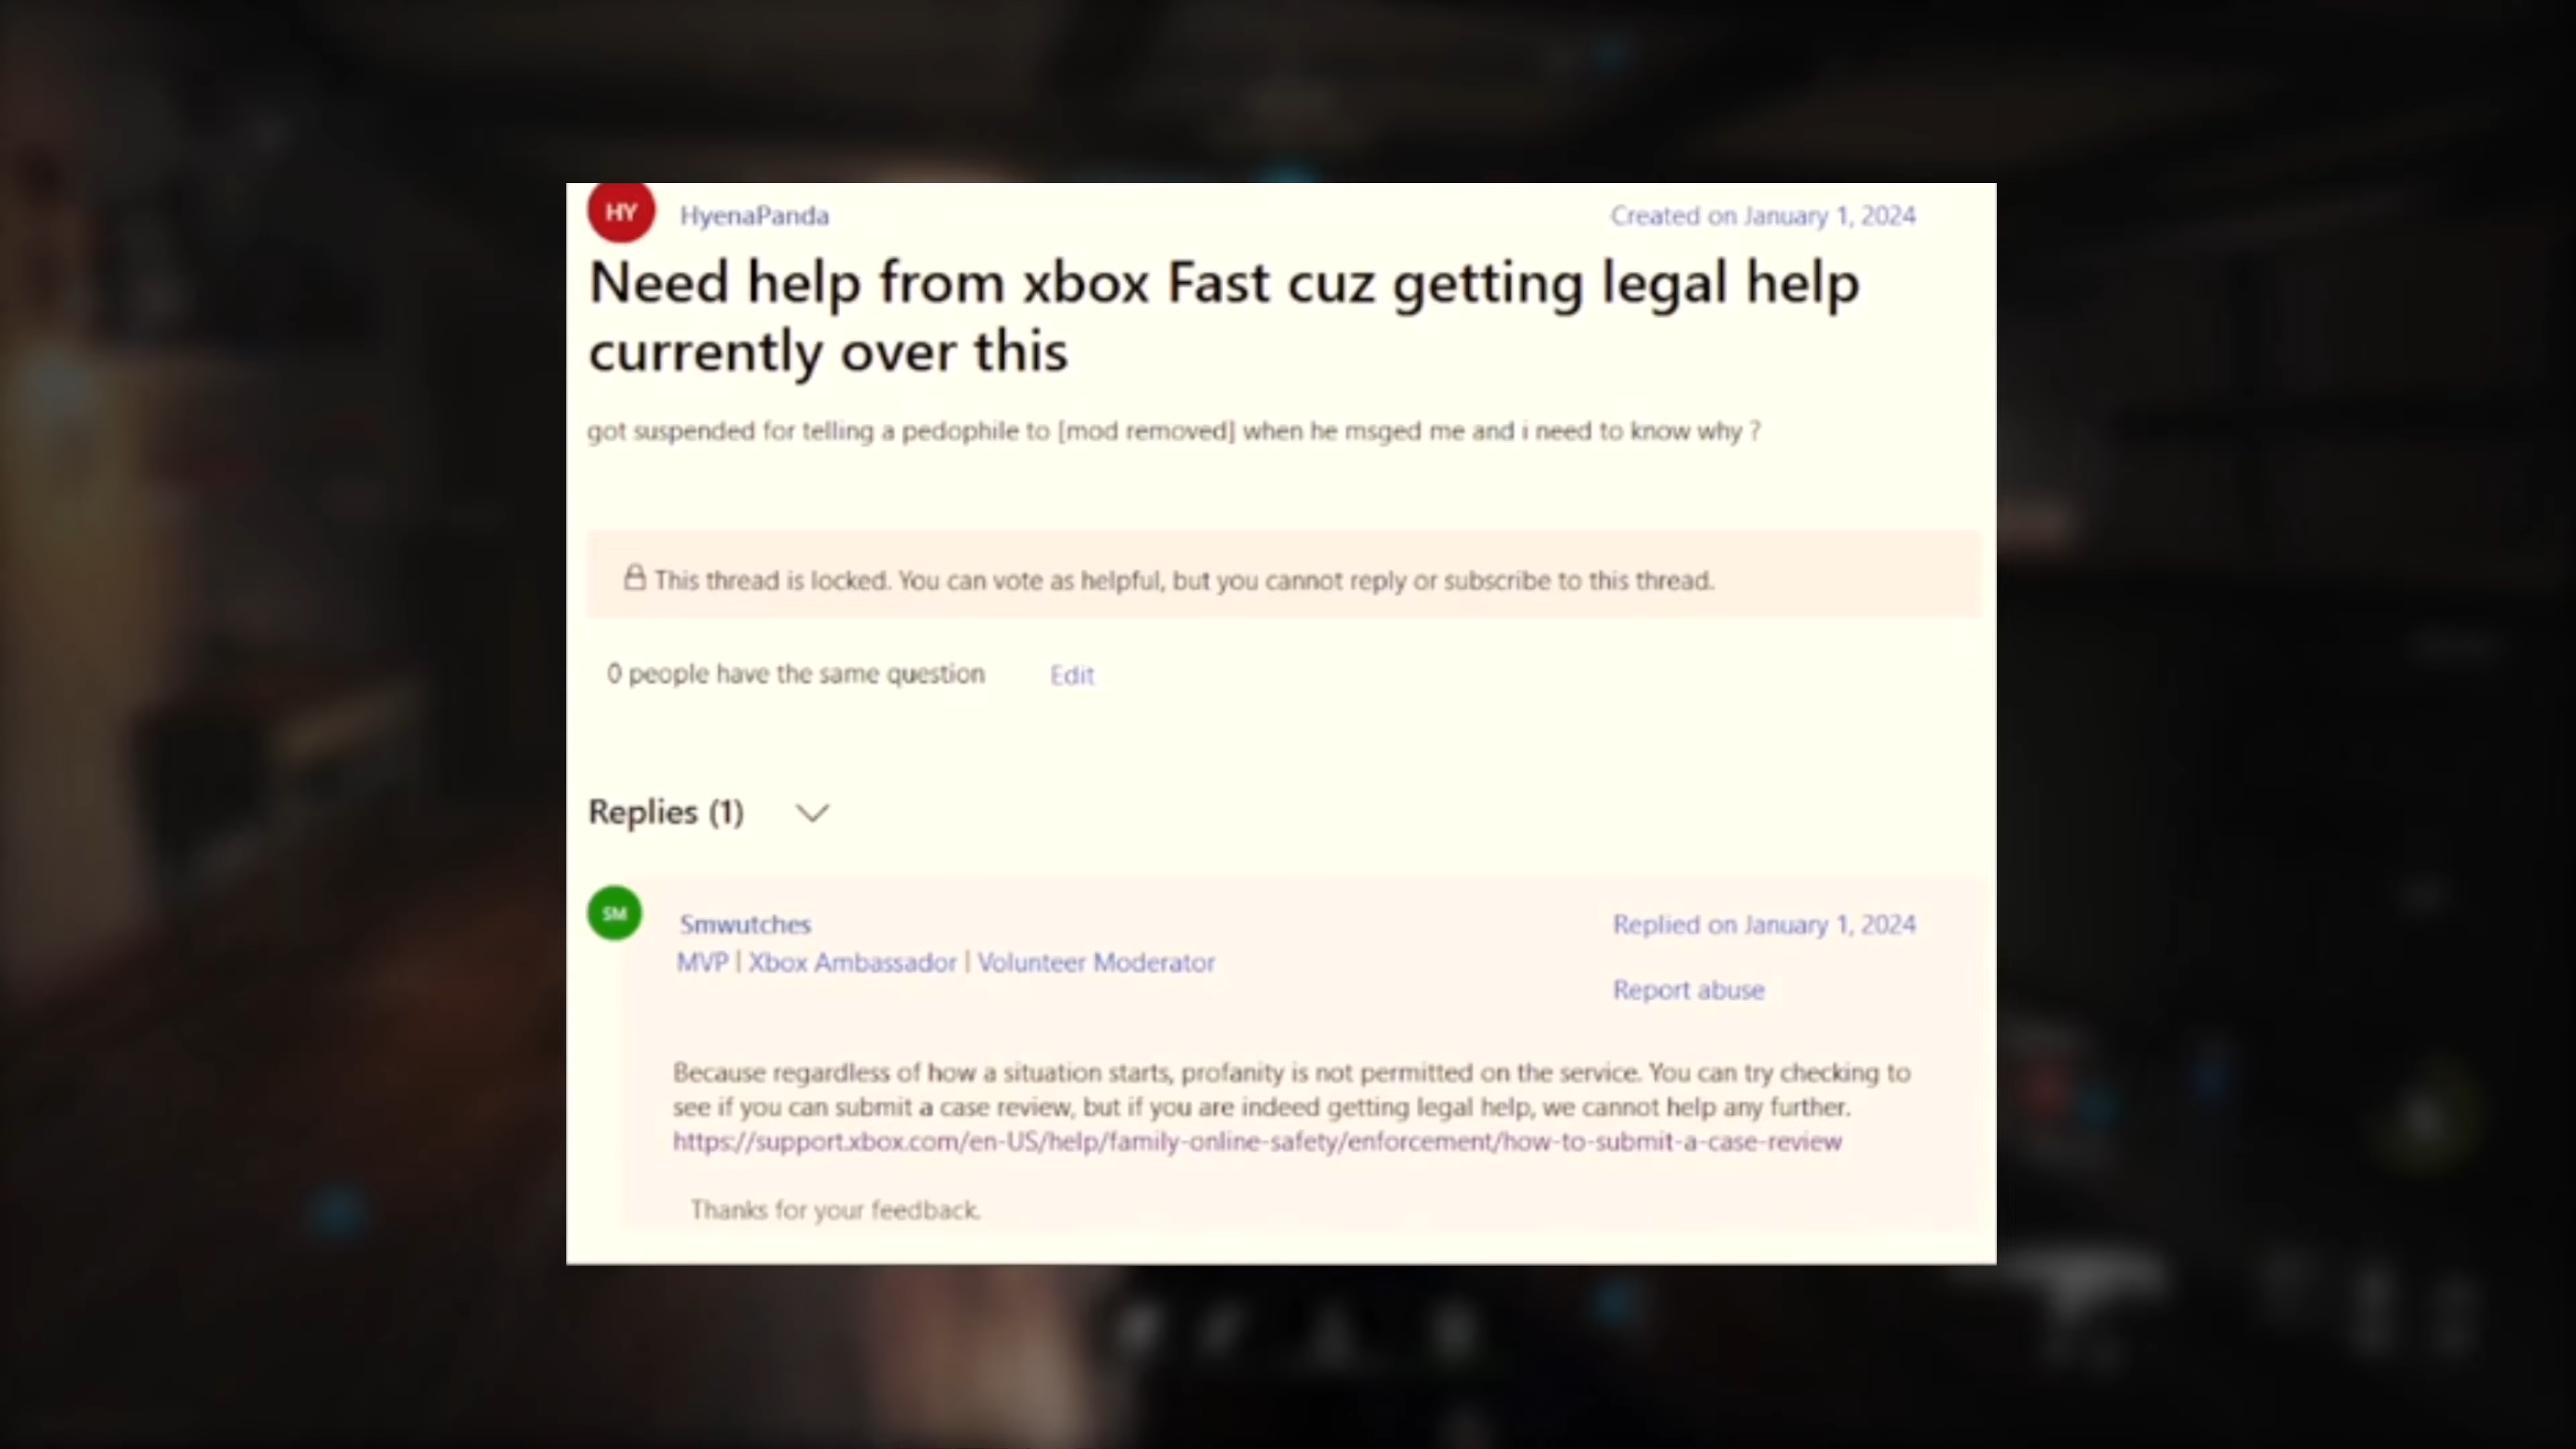 HY
HyenaPanda
Created on January 1, 2024
Need help from xbox Fast cuz getting legal help
currently over this
got suspended for telling a pedophile to [mod removed] when he msged me and i need to know why ?
This thread is locked. You can vote as helpful, but you cannot reply or subscribe to this thread.
0 people have the same question Edit
Replies (1)
SM
Smwutches
Replied on January 1, 2024
MVP | Xbox Ambassador | Volunteer Moderator
Report abuse
Because regardless of how a situation starts, profanity is not permitted on the service. You can try checking to
see if you can submit a case review, but if you are indeed getting legal help, we cannot help any further.
https://support.xbox.com/en-US/help/family-online-safety/enforcement/how-to-submit-a-case-review
Thanks for your feedback.